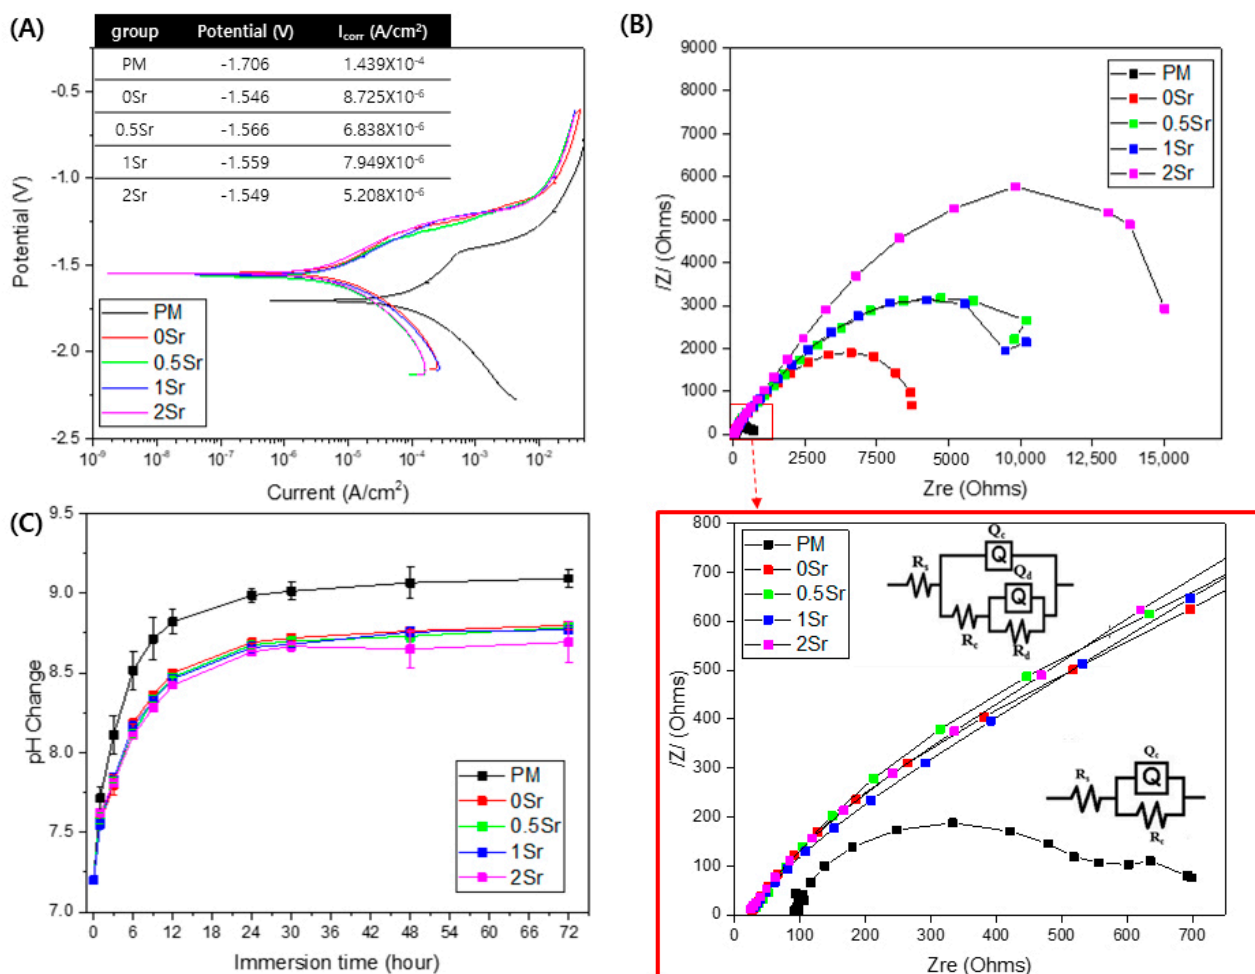 (A)
group Potential (V) Icorr (A/cm²)
PM -1.706 1.439X10⁻⁴
0Sr -1.546 8.725X10⁻⁶
0.5Sr -1.566 6.838X10⁻⁶
1Sr -1.559 7.949X10⁻⁶
2Sr -1.549 5.208X10⁻⁶
-0.5
-1.0
-1.5
-2.0
-2.5
Potential (V)
PM
0Sr
0.5Sr
1Sr
2Sr
10⁻⁹ 10⁻⁸ 10⁻⁷ 10⁻⁶ 10⁻⁵ 10⁻⁴ 10⁻³ 10⁻²
Current (A/cm²)
(B)
9000
8000
7000
6000
5000
4000
3000
2000
1000
0
/Z/ (Ohms)
PM
0Sr
0.5Sr
1Sr
2Sr
0 2500 7500 5000 10,000 12,500 15,000
Zre (Ohms)
(C)
9.5
9.0
8.5
8.0
7.5
7.0
pH Change
PM
0Sr
0.5Sr
1Sr
2Sr
0 6 12 18 24 30 36 42 48 54 60 66 72
Immersion time (hour)
800
700
600
500
400
300
200
100
0
/Z/ (Ohms)
PM
0Sr
0.5Sr
1Sr
2Sr
Qc
Q
Rs
Qd
Q
Rc
Rd
Qc
Q
Rs
Rc
0 100 200 300 400 500 600 700
Zre (Ohms)